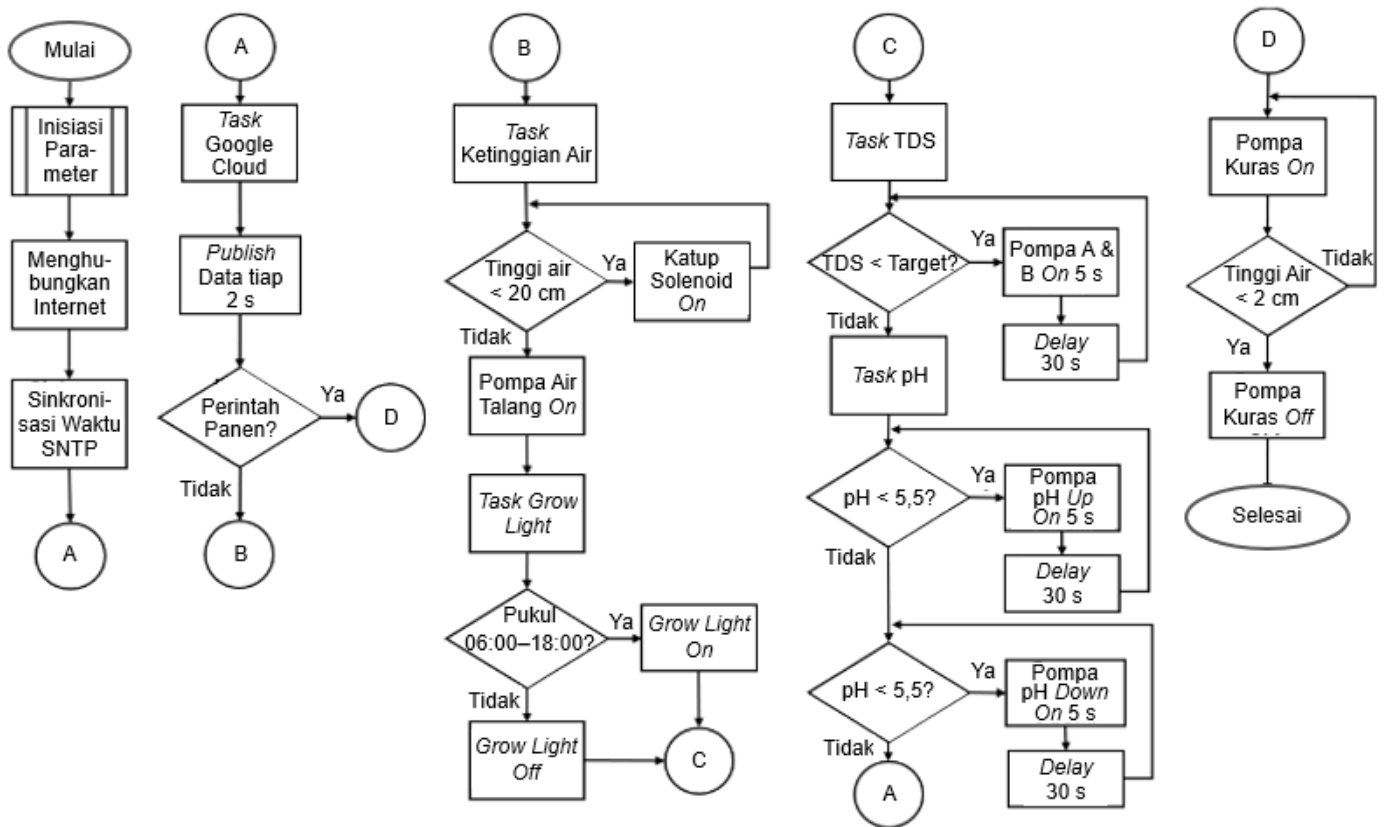 Mulai
Inisiasi
Para-
meter
Menghu-
bungkan
Internet
Sinkroni-
sasi Waktu
SNTP
A
A
Task
Google
Cloud
Publish
Data tiap
2 s
Perintah
Panen?
Ya
D
Tidak
B
B
Task
Ketinggian Air
Tinggi air
< 20 cm
Ya
Katup
Solenoid
On
Tidak
Pompa Air
Talang On
Task Grow
Light
Pukul
06:00–18:00?
Ya
Grow Light
On
Tidak
Grow Light
Off
C
C
Task TDS
TDS < Target?
Ya
Pompa A &
B On 5 s
Delay
30 s
Tidak
Task pH
pH < 5,5?
Ya
Pompa
pH Up
On 5 s
Delay
30 s
Tidak
pH < 5,5?
Ya
Pompa
pH Down
On 5 s
Delay
30 s
Tidak
A
D
Pompa
Kuras On
Tinggi Air
< 2 cm
Tidak
Ya
Pompa
Kuras Off
Selesai